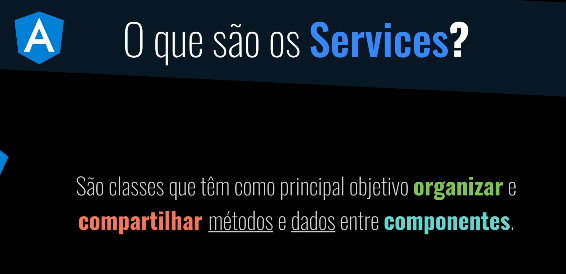 O que são os Services?
São classes que têm como principal objetivo organizar e
compartilhar métodos e dados entre componentes.